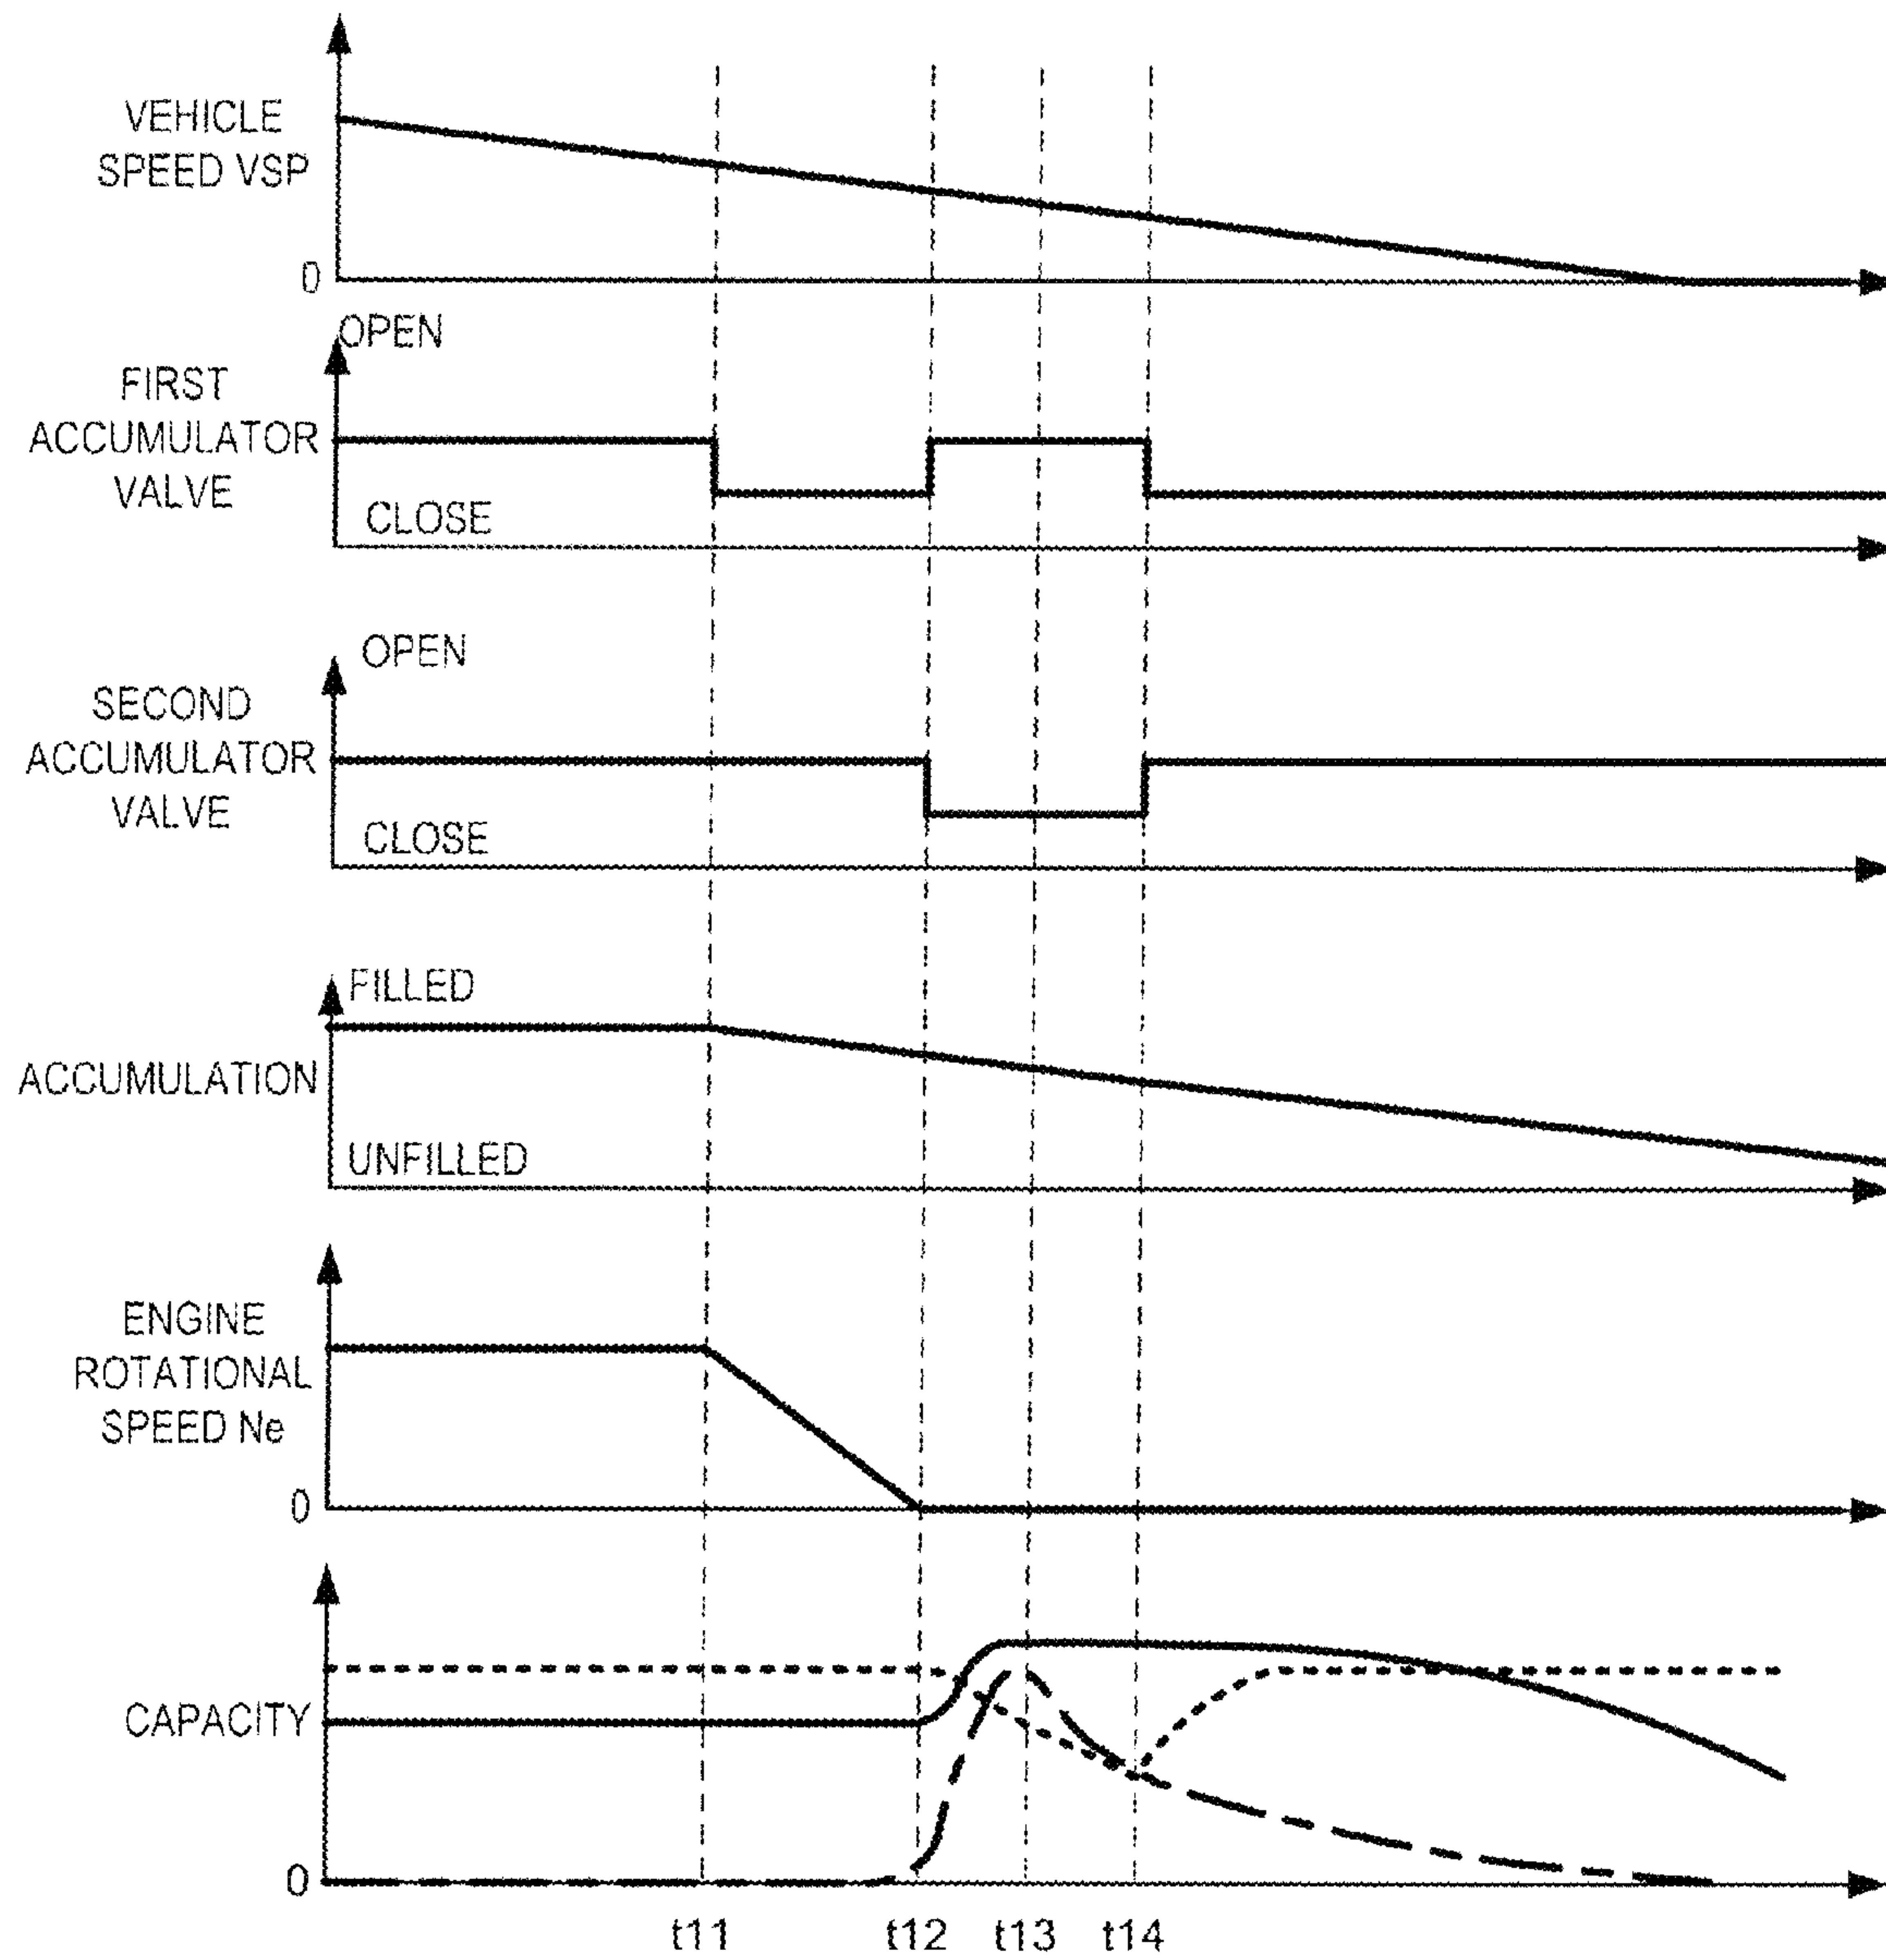 VEHICLE
SPEED VSP
0
OPEN
FIRST
ACCUMULATOR
VALVE
CLOSE
OPEN
SECOND
ACCUMULATOR
VALVE
CLOSE
FILLED
ACCUMULATION
UNFILLED
ENGINE
ROTATIONAL
SPEED Ne
0
CAPACITY
0
t11 t12 t13 t14